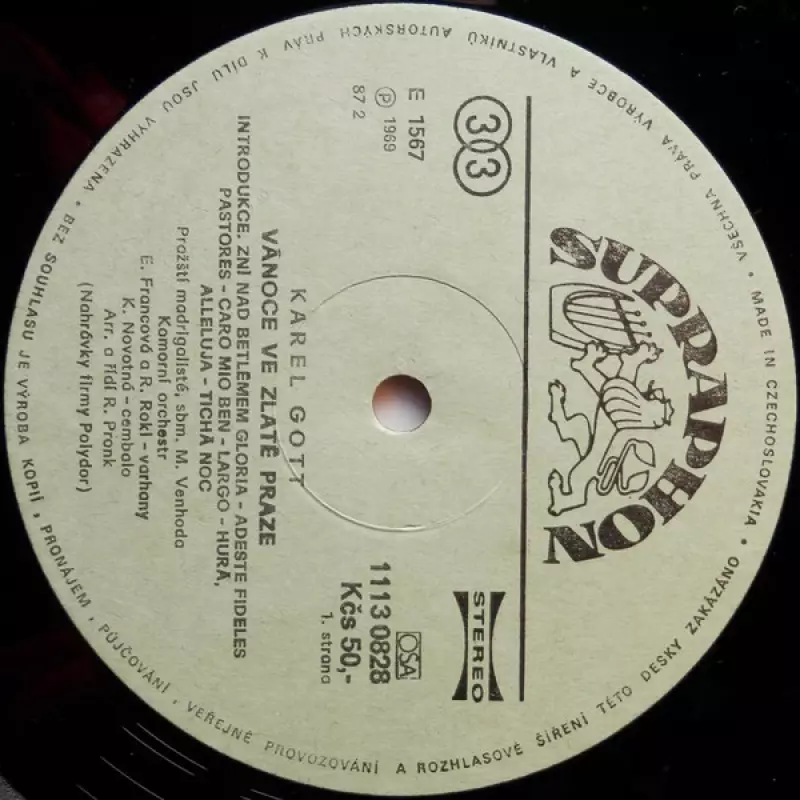 SUPRAPHON
303
STEREO
E 1567
Ⓟ 1969
87 2
OSA
1113 0828
Kčs 50,-
1. strana
KAREL GOTT
VÁNOCE VE ZLATÉ PRAZE
INTRODUKCE. ZNÍ NAD BETLEMEM GLORIA - ADESTE FIDELES
PASTORES - CARO MIO BEN - LARGO - HURÁ,
ALLELUJA - TICHÁ NOC
Pražští madrigalisté, sbm. M. Venhoda
Komorní orchestr
E. Francová a R. Rokl - varhany
K. Novotná - cembalo
Arr. a řídí R. Pronk
(Nahrávky firmy Polydor)
MADE IN CZECHOSLOVAKIA • VŠECHNA PRÁVA VÝROBCE A VLASTNÍKŮ AUTORSKÝCH PRÁV K DÍLU JSOU VYHRAZENA • BEZ SOUHLASU JE VÝROBA KOPIÍ, PRONÁJEM, PŮJČOVÁNÍ, VEŘEJNÉ PROVOZOVÁNÍ A ROZHLASOVÉ ŠÍŘENÍ TÉTO DESKY ZAKÁZÁNO •